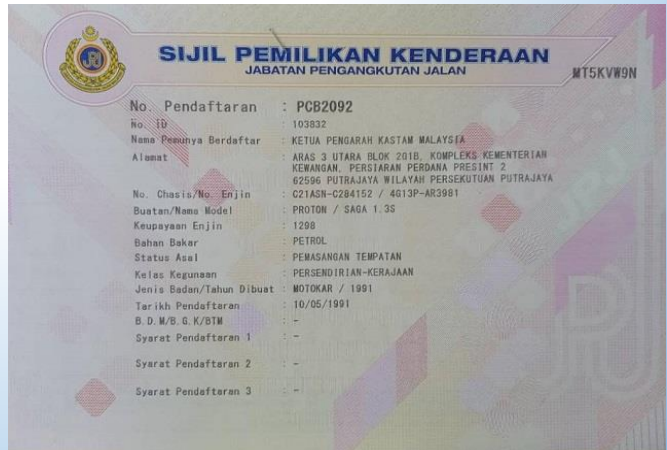 SIJIL PEMILIKAN KENDERAAN
JABATAN PENGANGKUTAN JALAN
MT5KVW9N
No. Pendaftaran : PCB2092
No. ID : 103832
Nama Pemunya Berdaftar : KETUA PENGARAH KASTAM MALAYSIA
Alamat : ARAS 3 UTARA BLOK 201B, KOMPLEKS KEMENTERIAN
KEWANGAN, PERSIARAN PERDANA PRESINT 2
62596 PUTRAJAYA WILAYAH PERSEKUTUAN PUTRAJAYA
No. Chasis/No. Enjin : C21ASN-C284152 / 4G13P-AR3981
Buatan/Nama Model : PROTON / SAGA 1.3S
Keupayaan Enjin : 1298
Bahan Bakar : PETROL
Status Asal : PEMASANGAN TEMPATAN
Kelas Kegunaan : PERSENDIRIAN-KERAJAAN
Jenis Badan/Tahun Dibuat : MOTOKAR / 1991
Tarikh Pendaftaran : 10/05/1991
B.D.M/B.G.K/BTM : -
Syarat Pendaftaran 1 : -
Syarat Pendaftaran 2 : -
Syarat Pendaftaran 3 : -